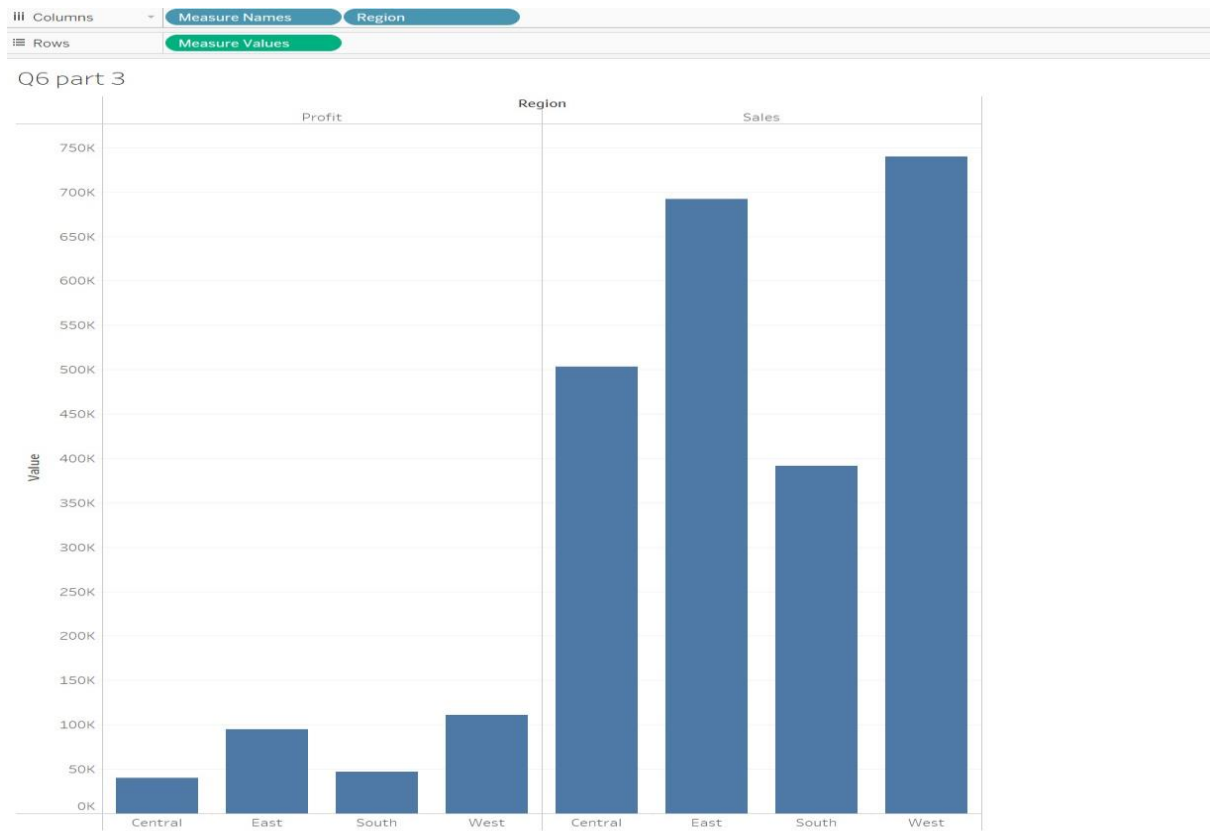 Columns Measure Names Region
Rows Measure Values
Q6 part 3
Region
Profit Sales
750K
700K
650K
600K
550K
500K
450K
400K
350K
300K
250K
200K
150K
100K
50K
0K
Value
Central East South West Central East South West